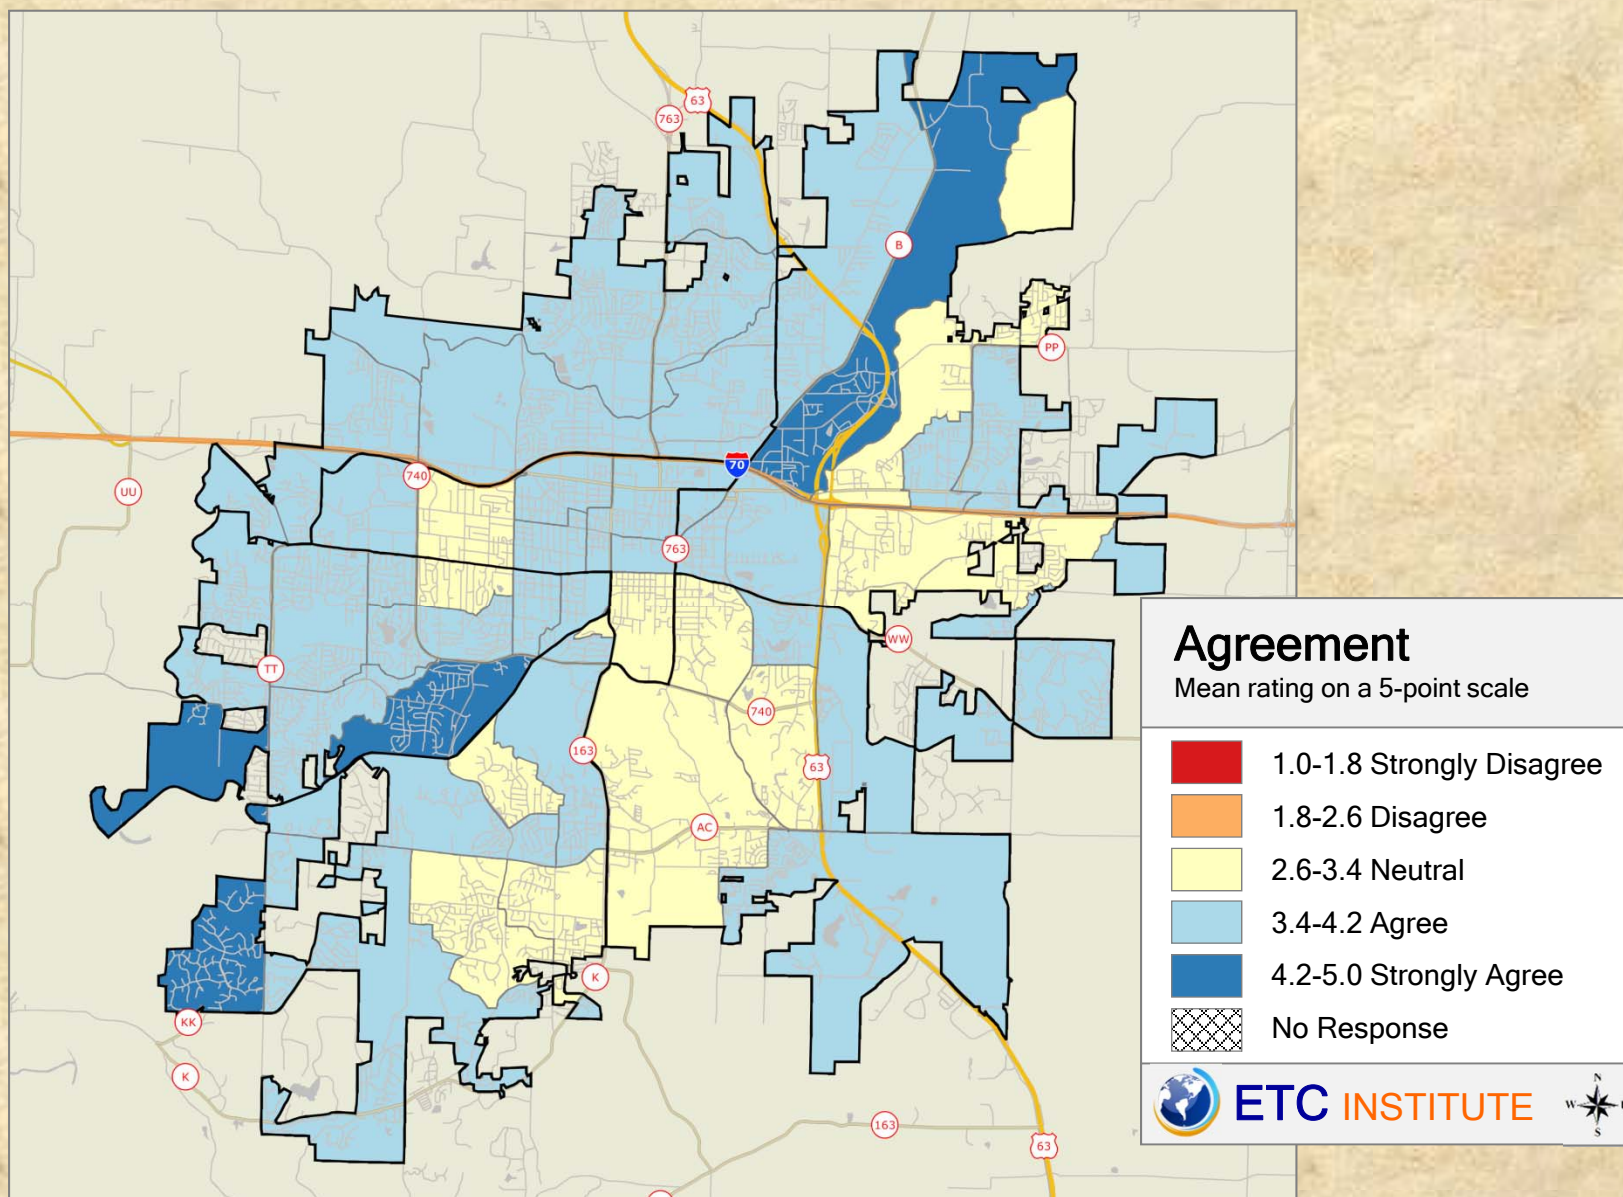 63
763
B
PP
70
740
UU
763
WW
TT
740
163
63
AC
K
KK
K
163
63
Agreement
Mean rating on a 5-point scale
1.0-1.8 Strongly Disagree
1.8-2.6 Disagree
2.6-3.4 Neutral
3.4-4.2 Agree
4.2-5.0 Strongly Agree
No Response
ETC INSTITUTE
N
W
S